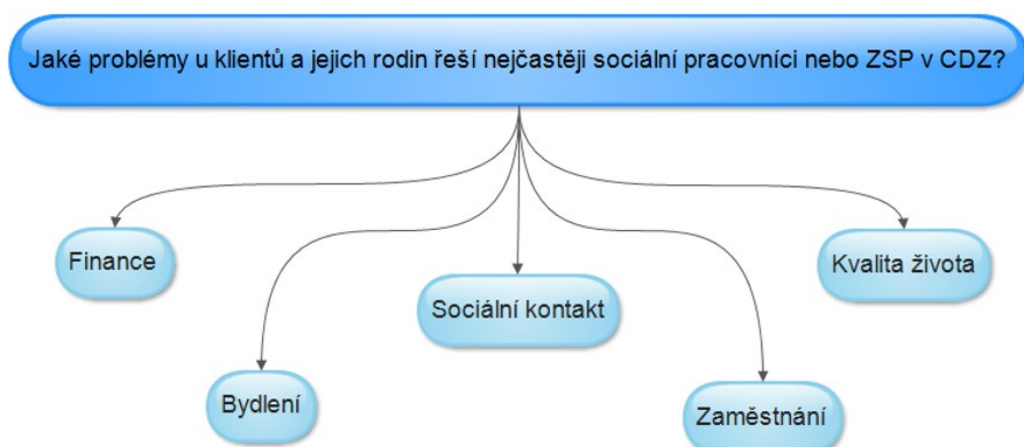 Jaké problémy u klientů a jejich rodin řeší nejčastěji sociální pracovníci nebo ZSP v CDZ?
Finance
Kvalita života
Sociální kontakt
Bydlení
Zaměstnání